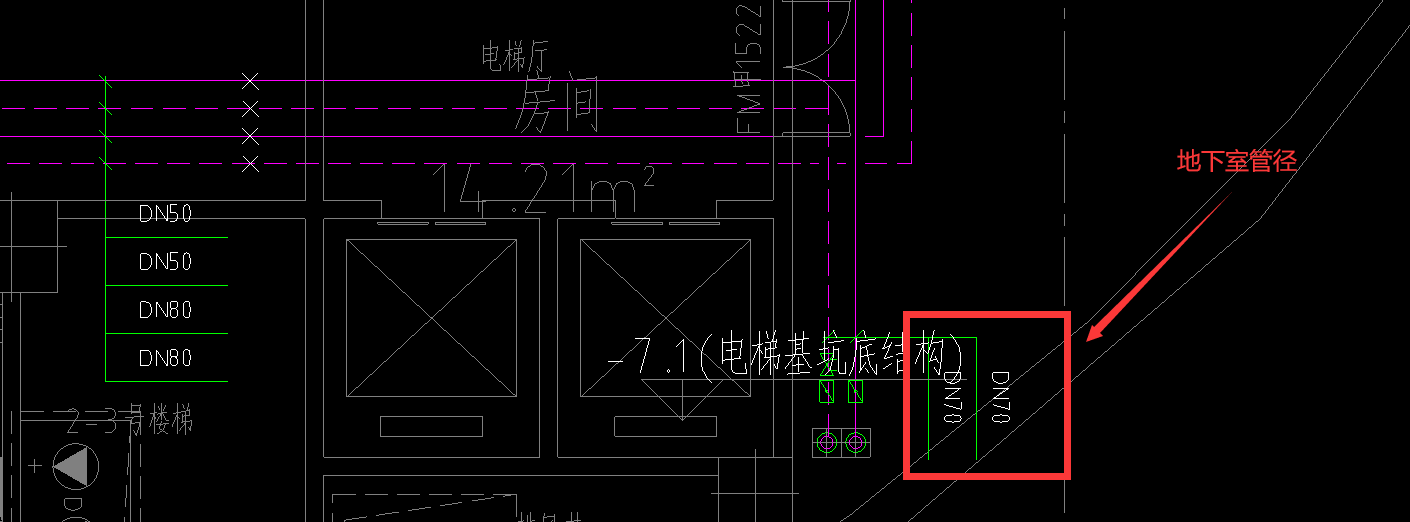 电梯厅
房间
FM甲1522
地下室管径
14.21m²
DN50
DN50
DN80
DN80
-7.1(电梯基坑底结构)
DN70
DN70
2-3号楼梯